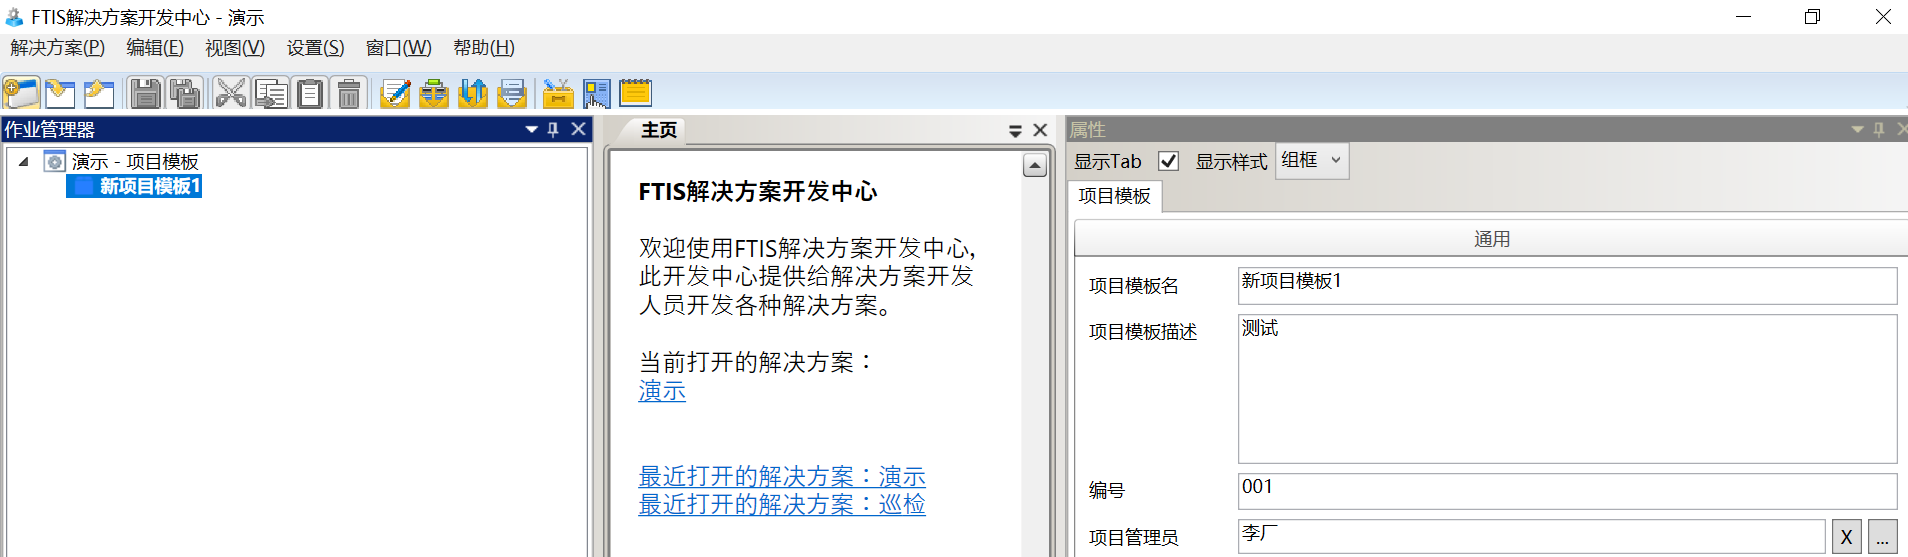 FTIS解决方案开发中心 - 演示
解决方案(P) 编辑(E) 视图(V) 设置(S) 窗口(W) 帮助(H)
作业管理器
演示 - 项目模板
新项目模板1
主页
FTIS解决方案开发中心
欢迎使用FTIS解决方案开发中心,
此开发中心提供给解决方案开发
人员开发各种解决方案。
当前打开的解决方案：
演示
最近打开的解决方案：演示
最近打开的解决方案：巡检
属性
显示Tab 显示样式 组框
项目模板
通用
项目模板名 新项目模板1
项目模板描述 测试
编号 001
项目管理员 李厂 X ...